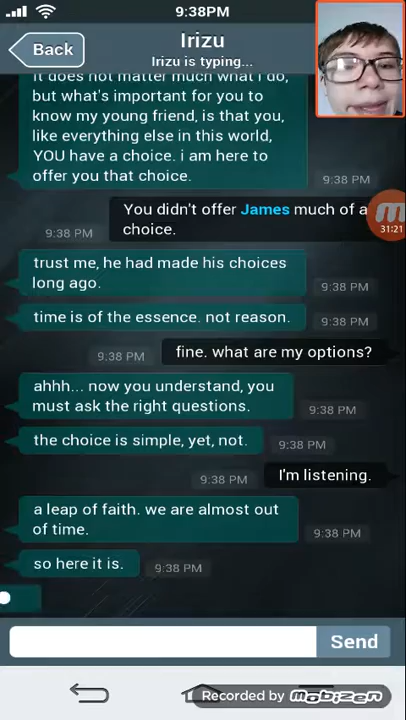 9:38PM
Back
Irizu
Irizu is typing...
it does not matter much what i do,
but what's important for you to
know my young friend, is that you,
like everything else in this world,
YOU have a choice. i am here to
offer you that choice.
9:38 PM
You didn't offer James much of a
choice.
9:38 PM
31:21
trust me, he had made his choices
long ago.
9:38 PM
time is of the essence. not reason.
9:38 PM
fine. what are my options?
9:38 PM
ahhh... now you understand, you
must ask the right questions.
9:38 PM
the choice is simple, yet, not.
9:38 PM
I'm listening.
9:38 PM
a leap of faith. we are almost out
of time.
9:38 PM
so here it is.
9:38 PM
Send
Recorded by mobizen